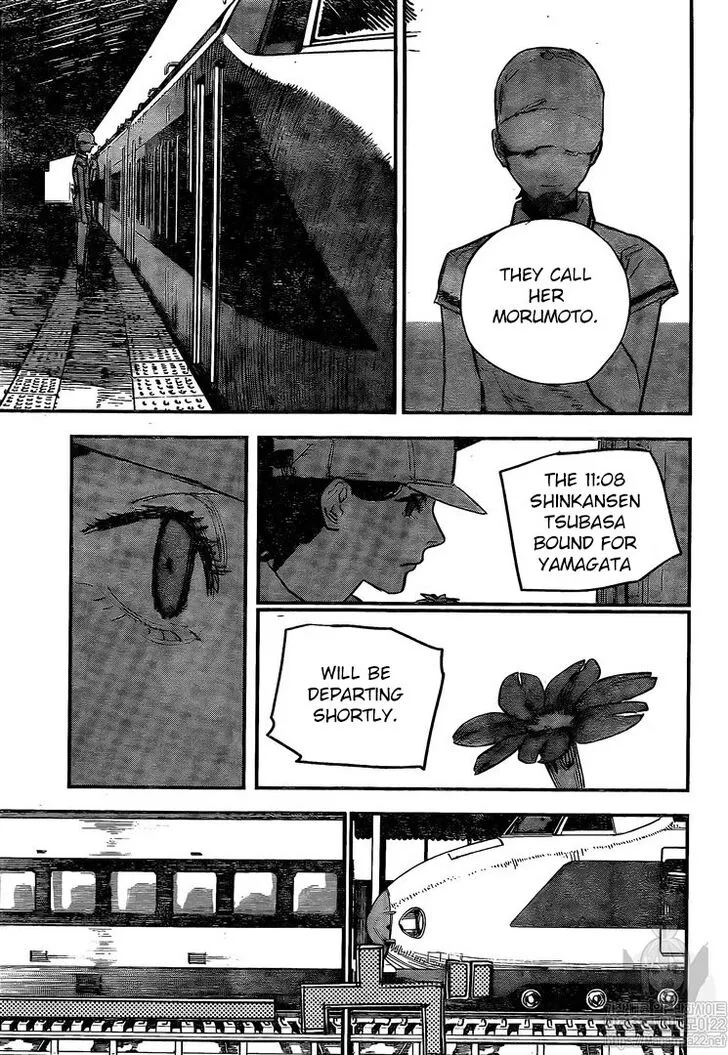 THEY CALL
HER
MORUMOTO.
THE 11:08
SHINKANSEN
TSUBASA
BOUND FOR
YAMAGATA
WILL BE
DEPARTING
SHORTLY.